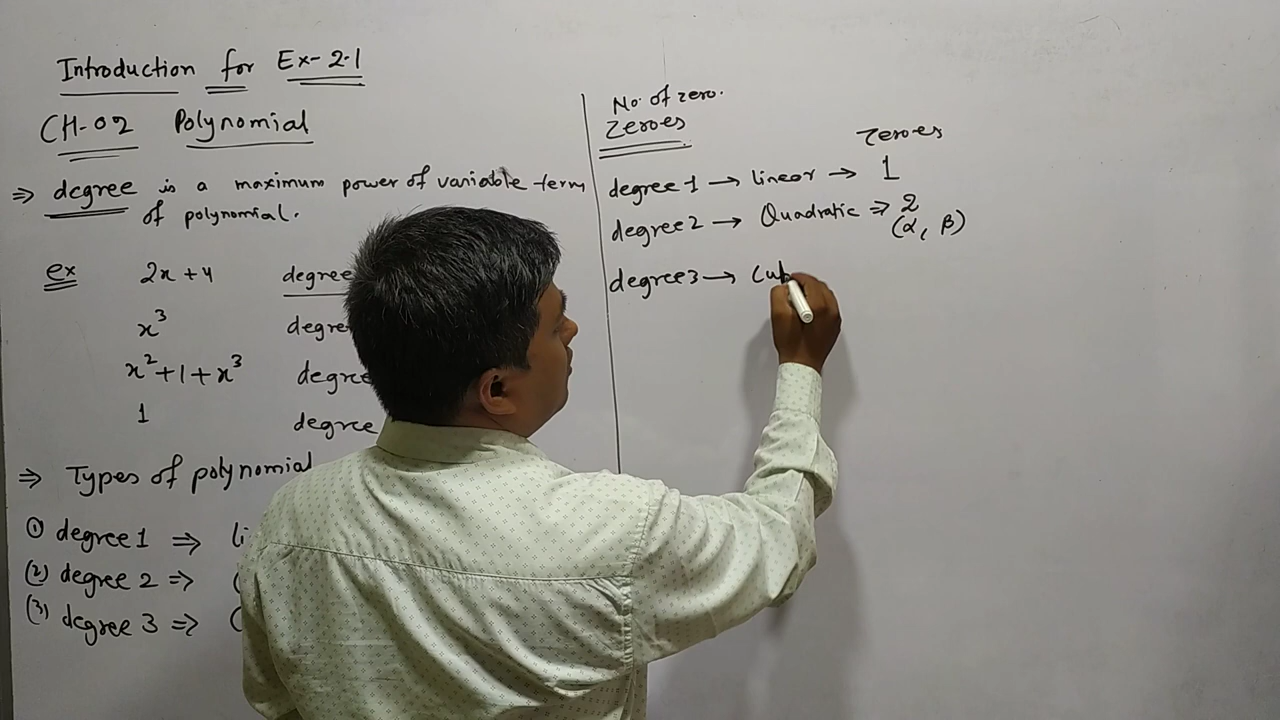 Introduction for Ex-2.1
CH-02 Polynomial
⇒ degree is a maximum power of variable term
of polynomial.
ex 2x+4 degree
x³ degre
x²+1+x³ degre
1 degree
⇒ Types of polynomial
① degree 1 ⇒ li
(2) degree 2 ⇒
(3) degree 3 ⇒
No. of zero.
Zeroes
Zeroes
degree 1 → linear → 1
degree 2 → Quadratic ⇒ 2
(α, β)
degree 3 → Cub